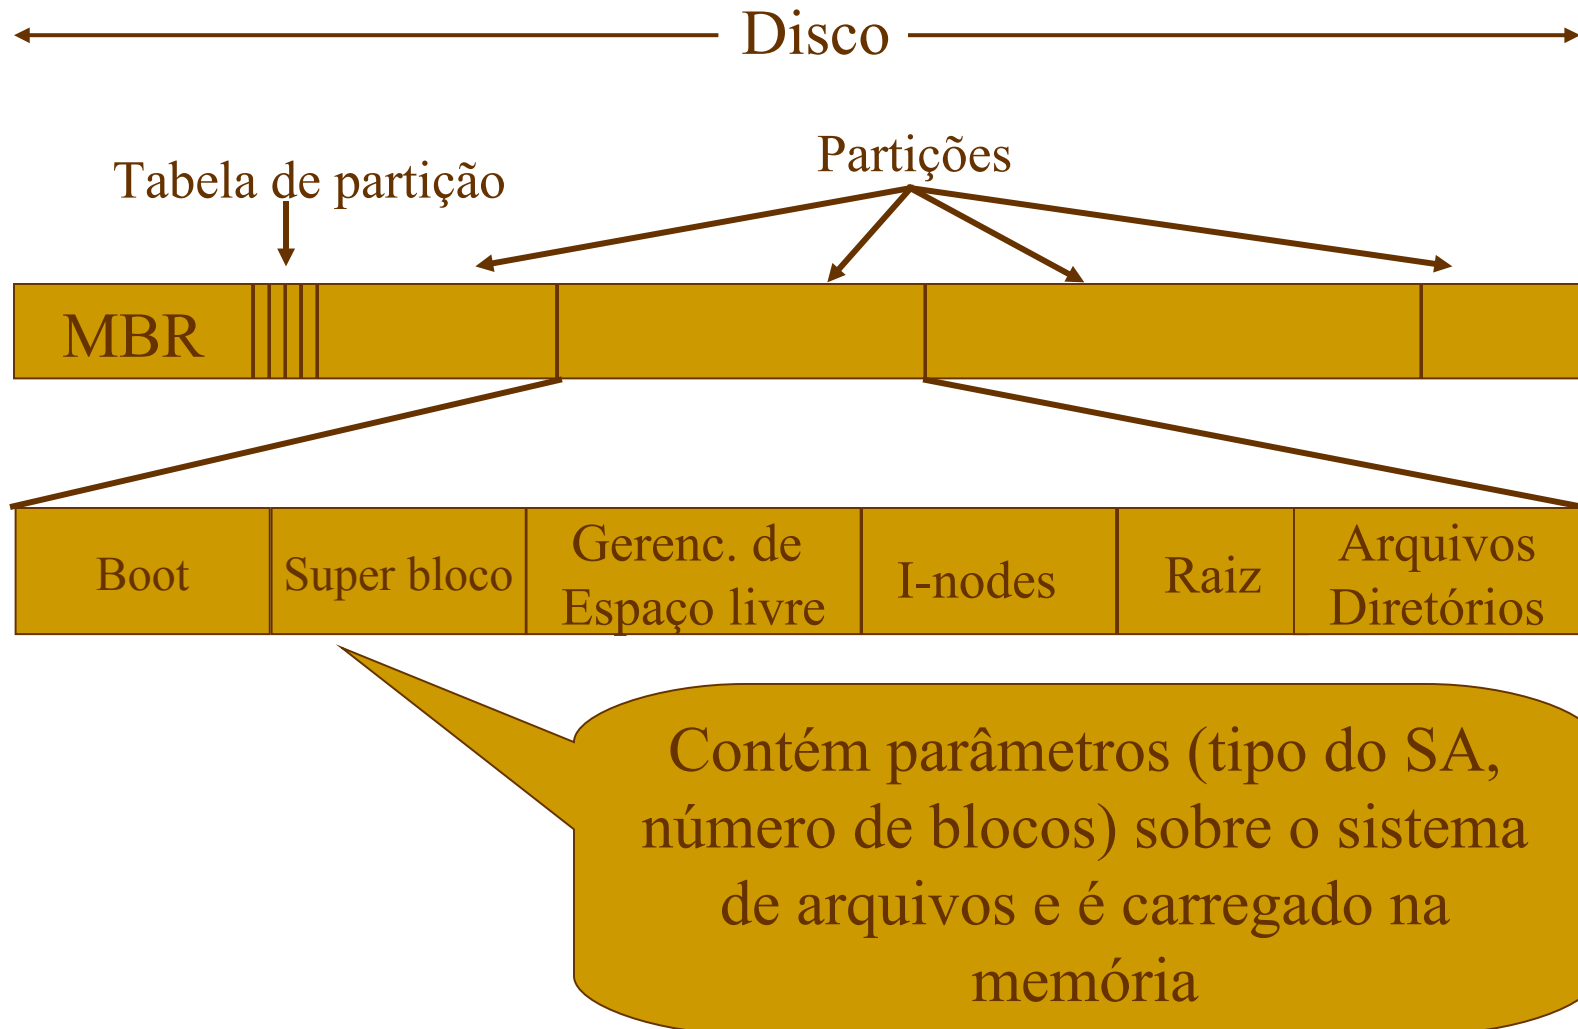 Disco
Partições
Tabela de partição
MBR
Boot
Super bloco
Gerenc. de
Espaço livre
I-nodes
Raiz
Arquivos
Diretórios
Contém parâmetros (tipo do SA,
número de blocos) sobre o sistema
de arquivos e é carregado na
memória